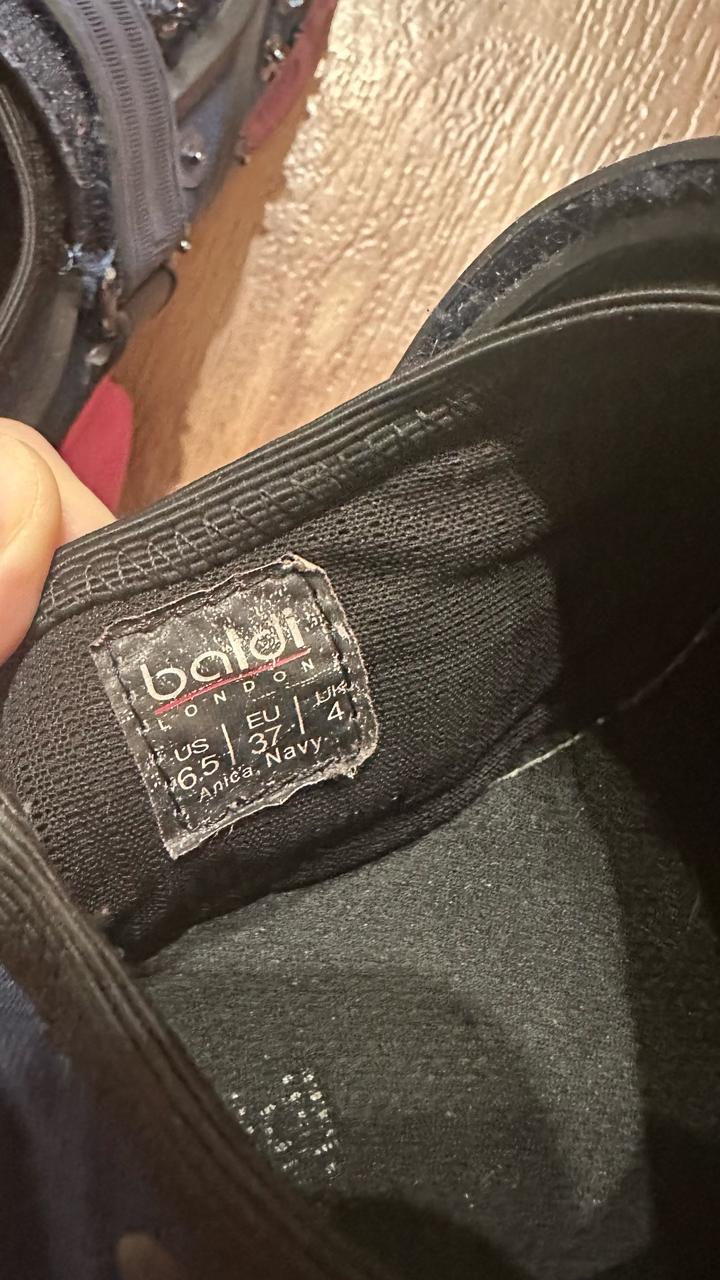 baldi
LONDON
US | EU | UK
6.5 | 37 | 4
Anica, Navy